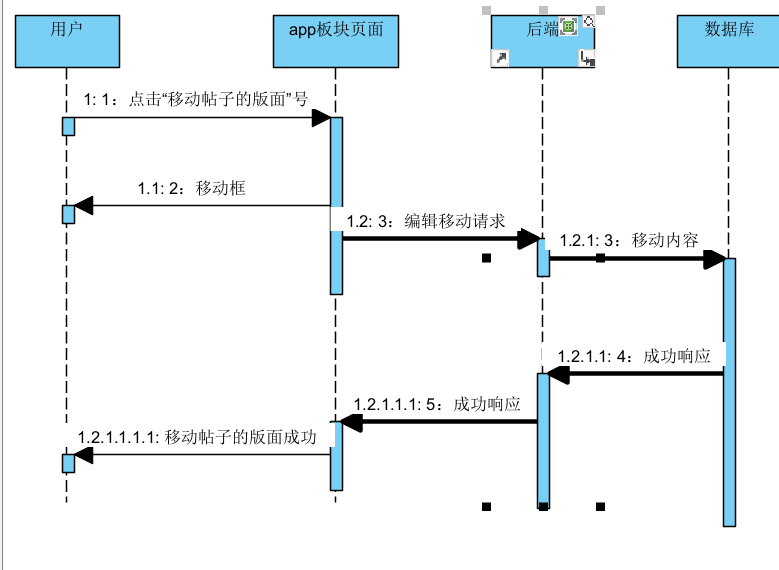 用户
app板块页面
后端
数据库
1: 1：点击“移动帖子的版面”号
1.1: 2：移动框
1.2: 3：编辑移动请求
1.2.1: 3：移动内容
1.2.1.1: 4：成功响应
1.2.1.1.1: 5：成功响应
1.2.1.1.1.1: 移动帖子的版面成功